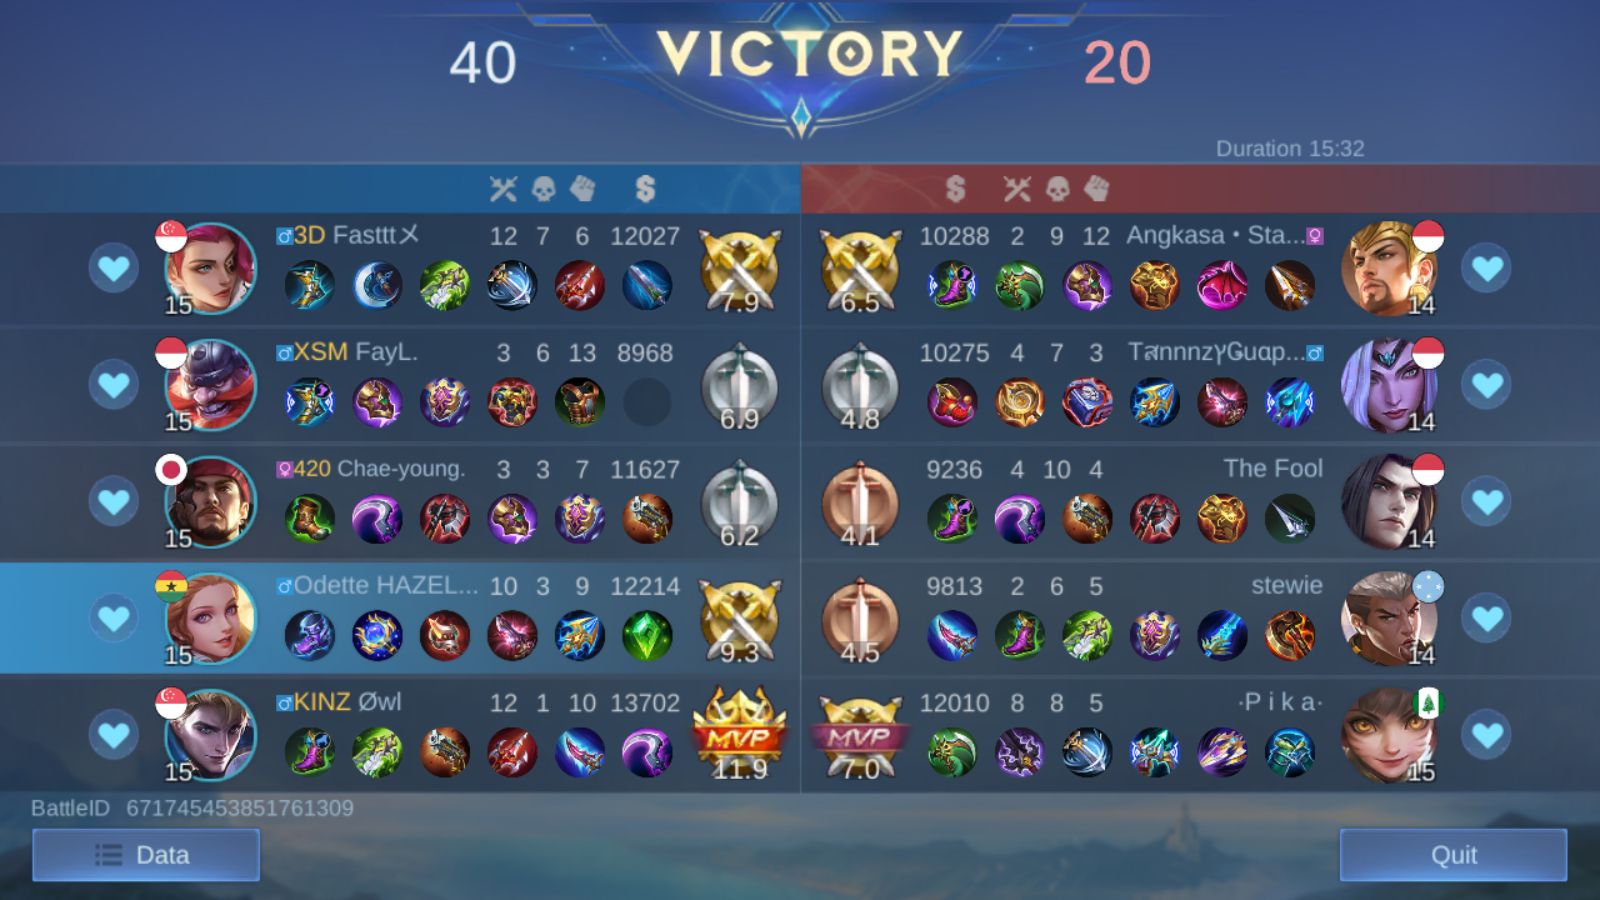 40 VICTORY 20
Duration 15:32
3D Fasttt乄 12 7 6 12027
15 7.9
6.5 10288 2 9 12 Angkasa • Sta...
14
XSM FayL. 3 6 13 8968
15 6.9
4.8 10275 4 7 3
14
420 Chae-young. 3 3 7 11627
15 6.2
4.1 9236 4 10 4 The Fool
14
Odette HAZEL... 10 3 9 12214
15 9.3
4.5 9813 2 6 5 stewie
14
KINZ Øwl 12 1 10 13702
15 MVP 11.9
MVP 7.0 12010 8 8 5 ·P i k a·
15
BattleID 671745453851761309
Data
Quit